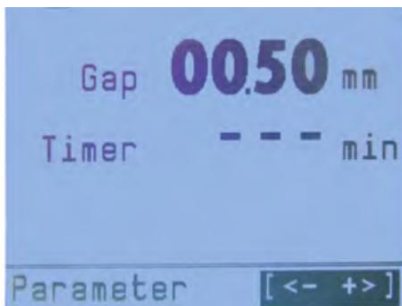 Gap 00.50 mm
Timer - - - min
Parameter [<- +>]